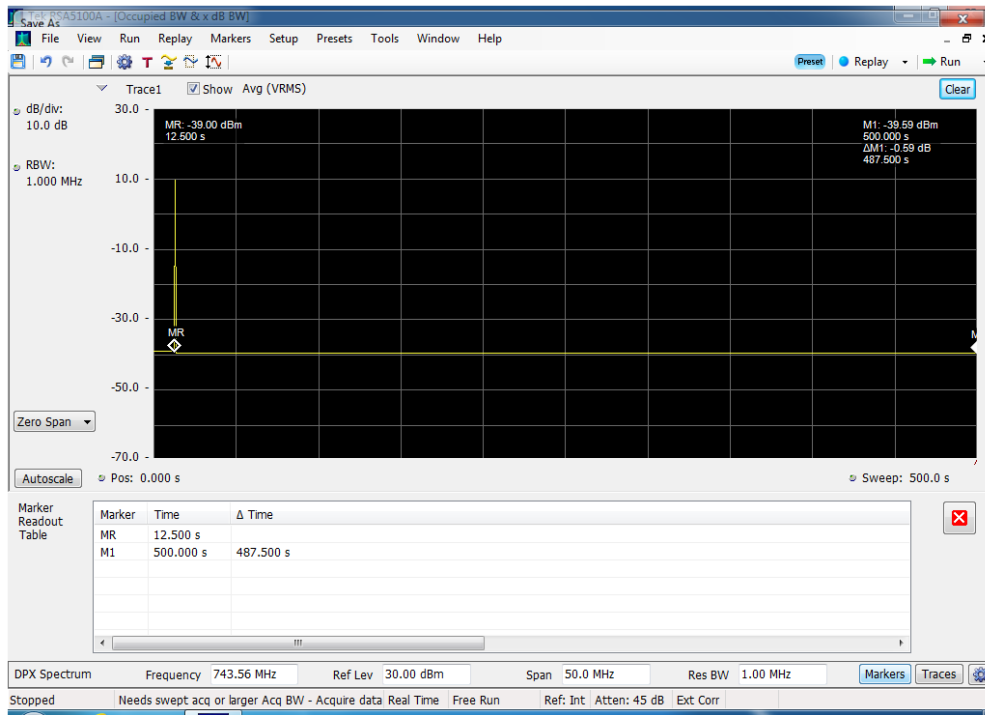 Tek RSA5100A - [Occupied BW & x dB BW]
Save As
File View Run Replay Markers Setup Presets Tools Window Help
T Preset Replay Run
Trace1 Show Avg (VRMS) Clear
dB/div:
10.0 dB
RBW:
1.000 MHz
30.0 -
10.0 -
-10.0 -
-30.0 -
-50.0 -
-70.0 -
MR: -39.00 dBm
12.500 s
M1: -39.59 dBm
500.000 s
ΔM1: -0.59 dB
487.500 s
MR
M
Zero Span
Autoscale Pos: 0.000 s Sweep: 500.0 s
Marker
Readout
Table
Marker Time Δ Time
MR 12.500 s
M1 500.000 s 487.500 s
DPX Spectrum Frequency 743.56 MHz Ref Lev 30.00 dBm Span 50.0 MHz Res BW 1.00 MHz Markers Traces
Stopped Needs swept acq or larger Acq BW - Acquire data Real Time Free Run Ref: Int Atten: 45 dB Ext Corr